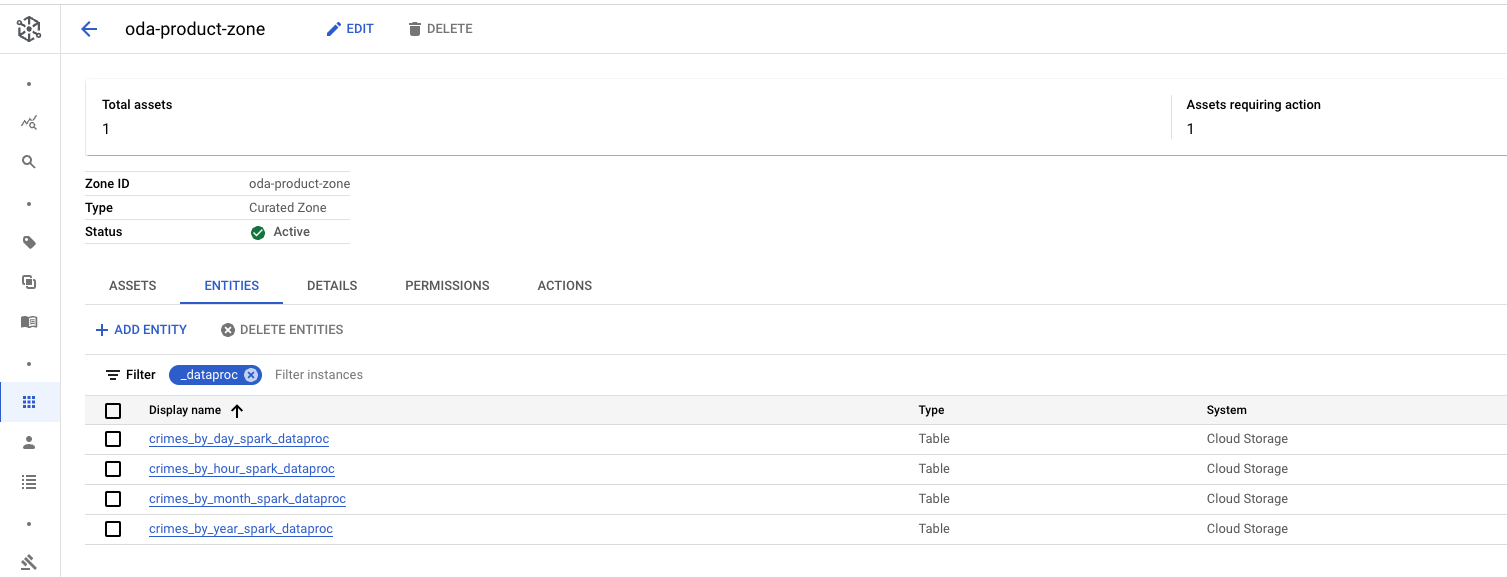 oda-product-zone EDIT DELETE
Total assets Assets requiring action
1 1
Zone ID oda-product-zone
Type Curated Zone
Status Active
ASSETS ENTITIES DETAILS PERMISSIONS ACTIONS
ADD ENTITY DELETE ENTITIES
Filter _dataproc Filter instances
Display name Type System
crimes_by_day_spark_dataproc Table Cloud Storage
crimes_by_hour_spark_dataproc Table Cloud Storage
crimes_by_month_spark_dataproc Table Cloud Storage
crimes_by_year_spark_dataproc Table Cloud Storage